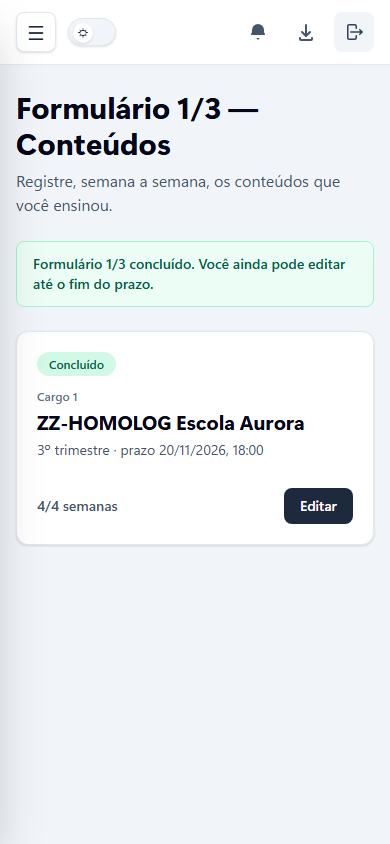 Formulário 1/3 —
Conteúdos
Registre, semana a semana, os conteúdos que
você ensinou.
Formulário 1/3 concluído. Você ainda pode editar
até o fim do prazo.
Concluído
Cargo 1
ZZ-HOMOLOG Escola Aurora
3º trimestre · prazo 20/11/2026, 18:00
4/4 semanas
Editar